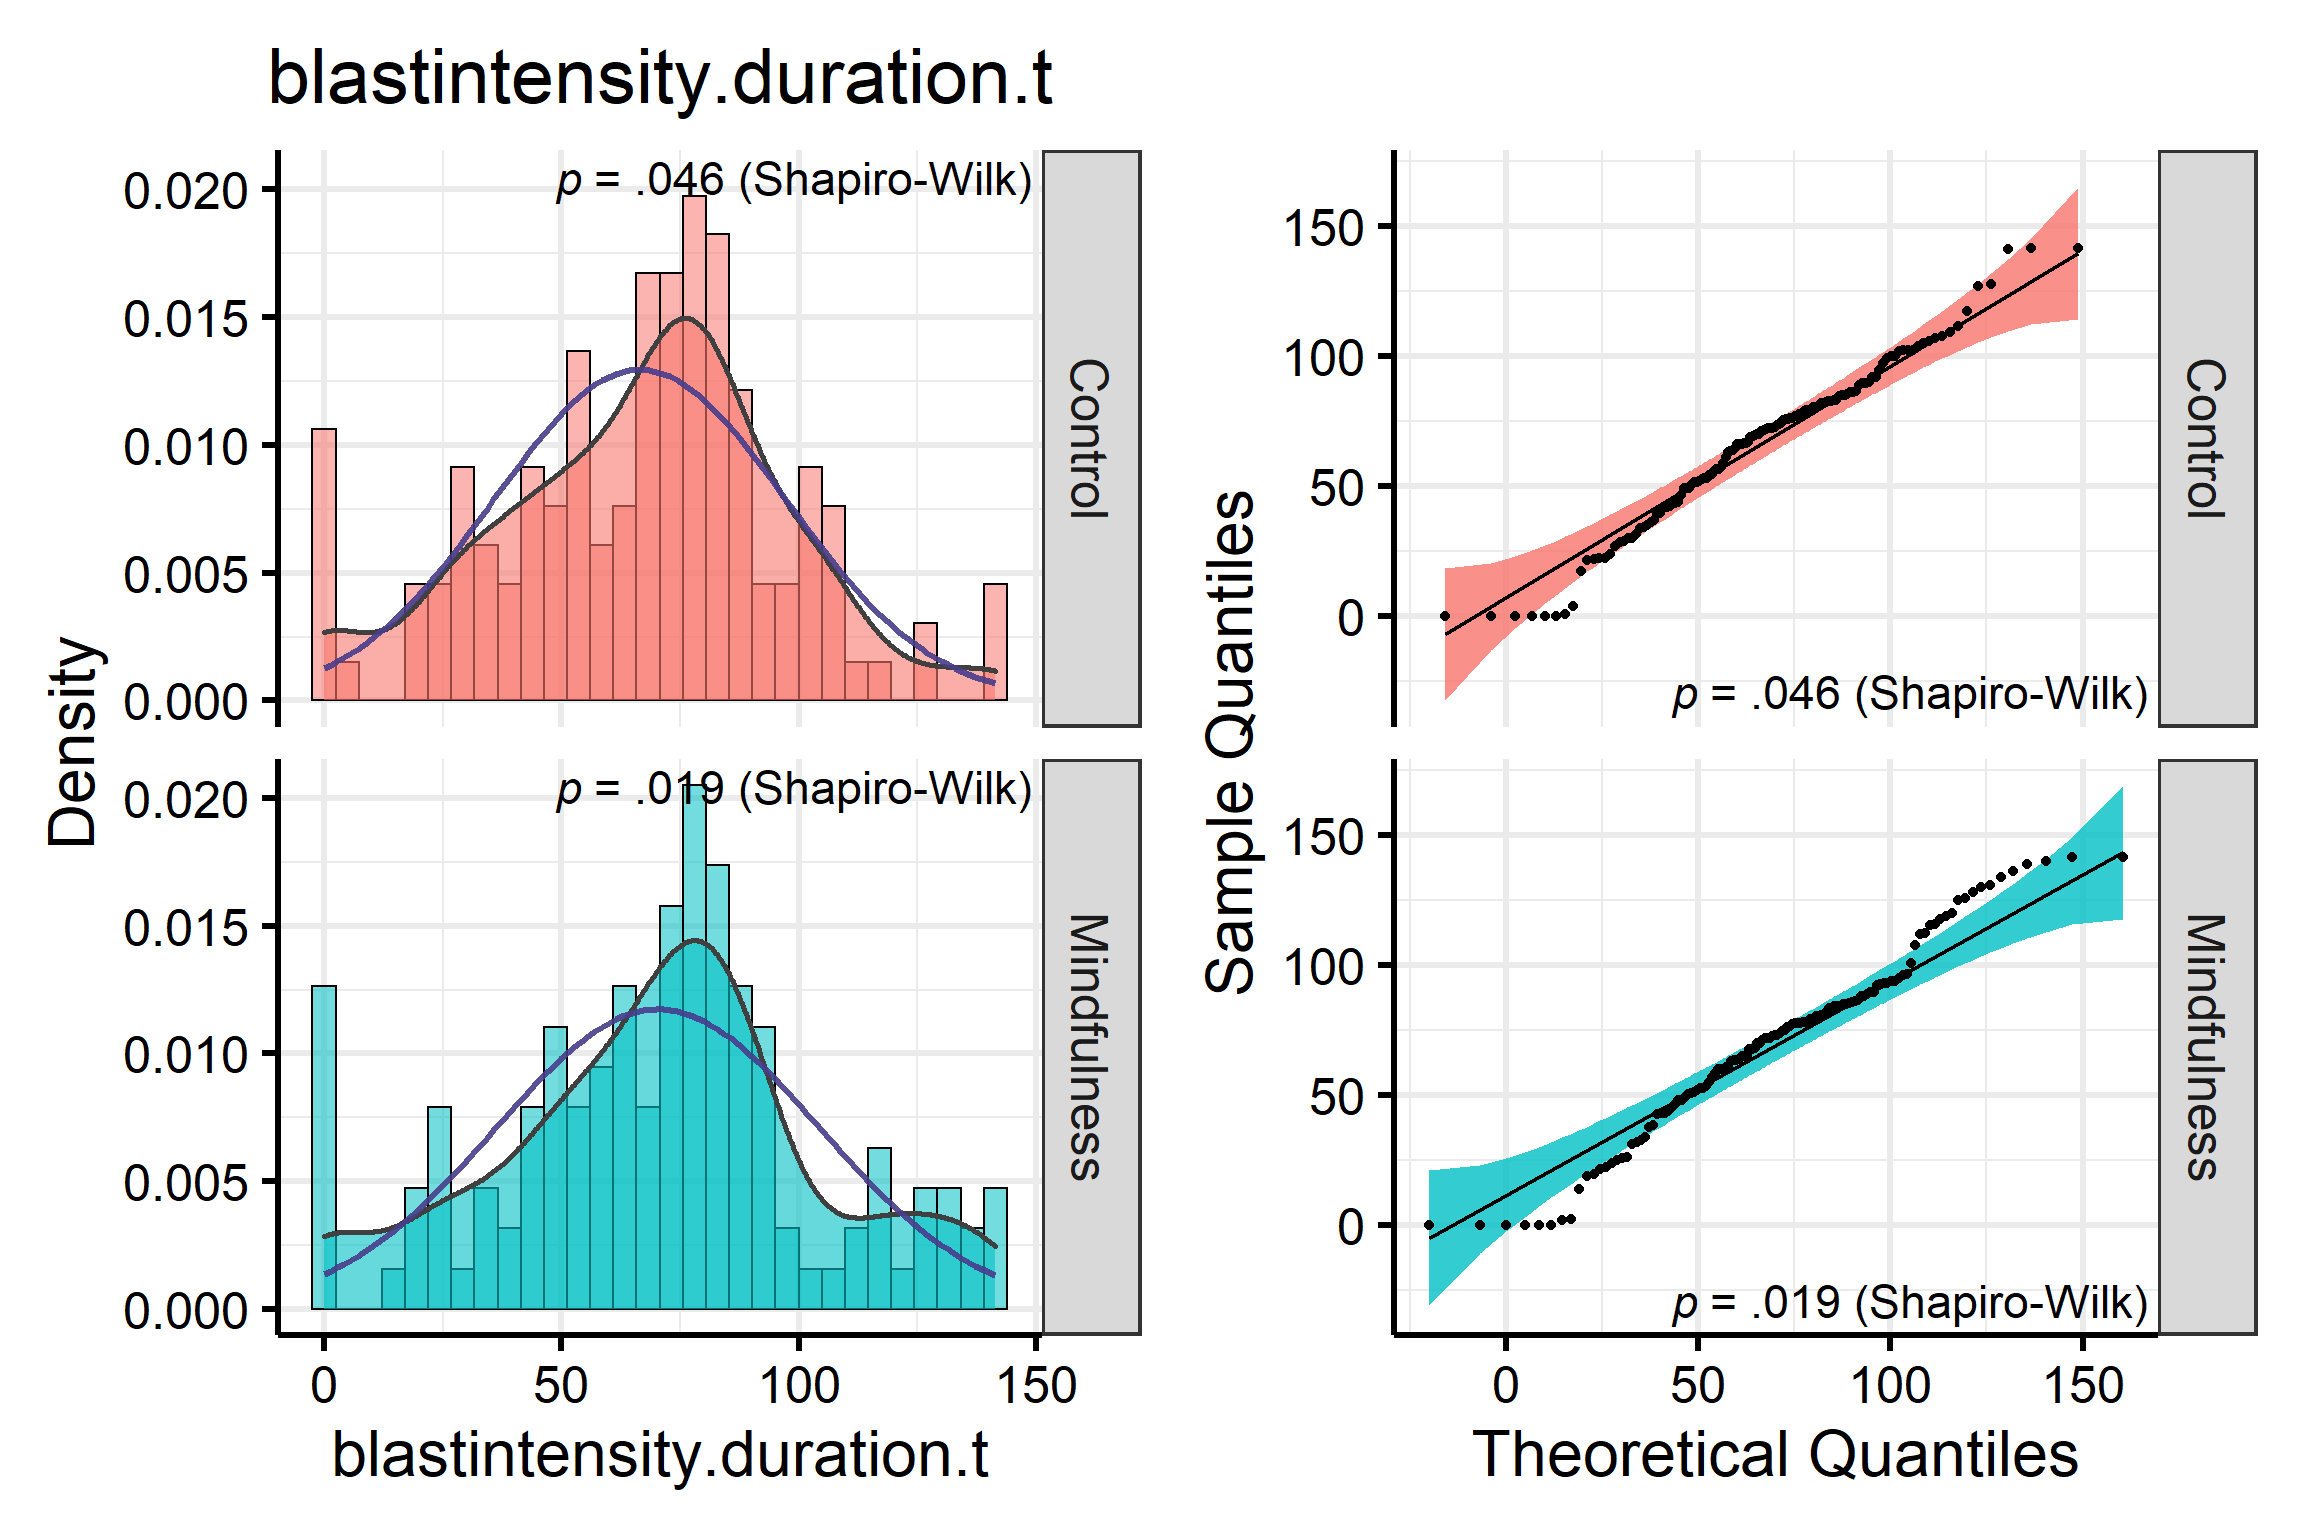 blastintensity.duration.t
Density
0.020
0.015
0.010
0.005
0.000
p = .046 (Shapiro-Wilk)
Control
0.020
0.015
0.010
0.005
0.000
p = .019 (Shapiro-Wilk)
Mindfulness
0 50 100 150
blastintensity.duration.t
Sample Quantiles
150
100
50
0
p = .046 (Shapiro-Wilk)
Control
150
100
50
0
p = .019 (Shapiro-Wilk)
Mindfulness
0 50 100 150
Theoretical Quantiles